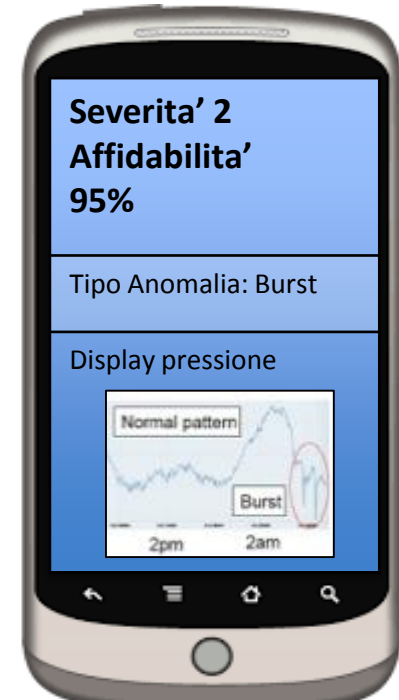 Severita’ 2
Affidabilita’
95%
Tipo Anomalia: Burst
Display pressione
Normal pattern
Burst
2pm 2am